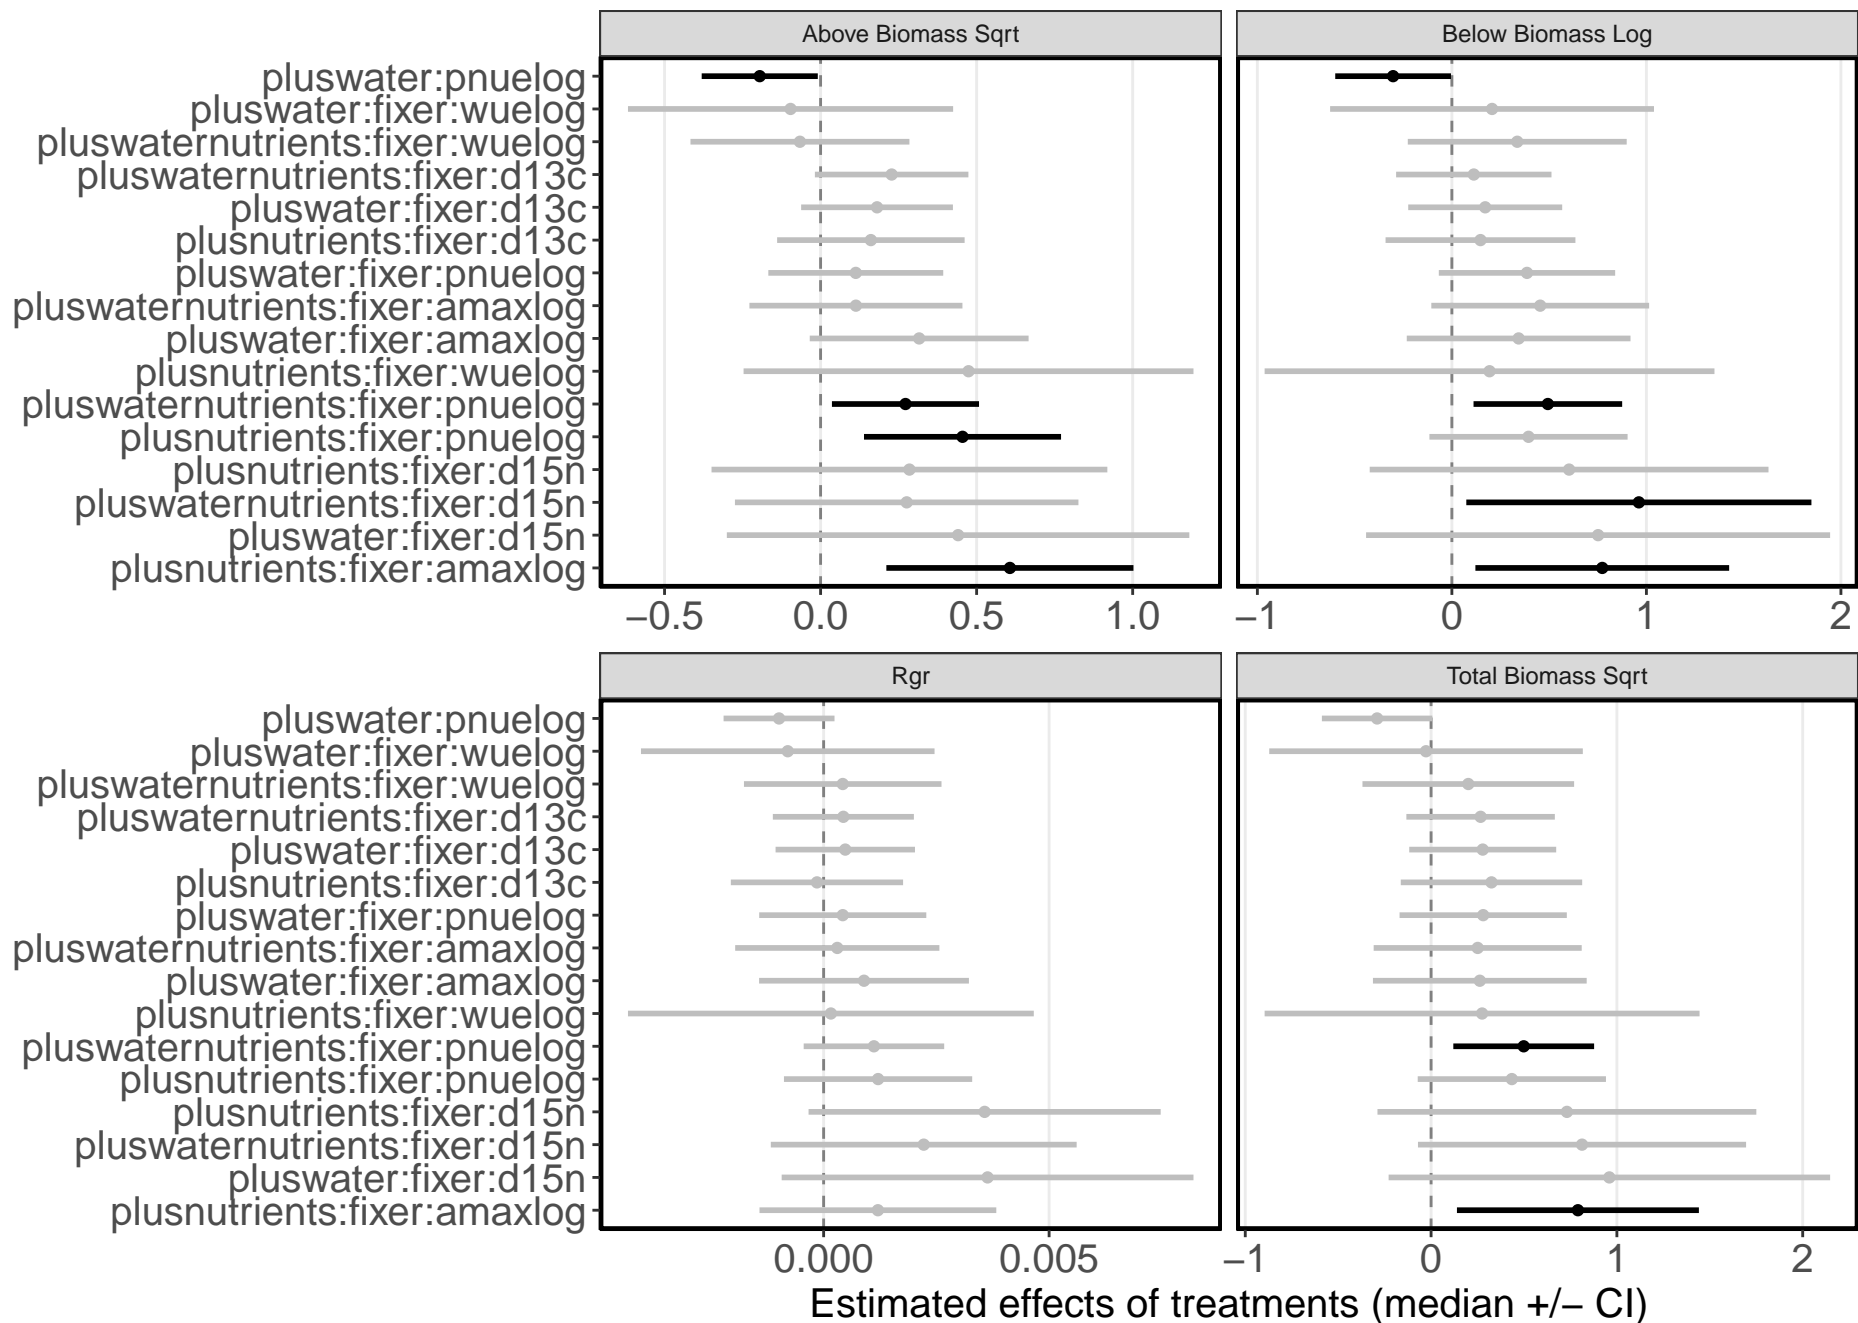 Above Biomass Sqrt
Below Biomass Log
pluswater:pnuelog
pluswater:fixer:wuelog
pluswaternutrients:fixer:wuelog
pluswaternutrients:fixer:d13c
pluswater:fixer:d13c
plusnutrients:fixer:d13c
pluswater:fixer:pnuelog
pluswaternutrients:fixer:amaxlog
pluswater:fixer:amaxlog
plusnutrients:fixer:wuelog
pluswaternutrients:fixer:pnuelog
plusnutrients:fixer:pnuelog
plusnutrients:fixer:d15n
pluswaternutrients:fixer:d15n
pluswater:fixer:d15n
plusnutrients:fixer:amaxlog
−0.5 0.0 0.5 1.0
−1 0 1 2
Rgr
Total Biomass Sqrt
pluswater:pnuelog
pluswater:fixer:wuelog
pluswaternutrients:fixer:wuelog
pluswaternutrients:fixer:d13c
pluswater:fixer:d13c
plusnutrients:fixer:d13c
pluswater:fixer:pnuelog
pluswaternutrients:fixer:amaxlog
pluswater:fixer:amaxlog
plusnutrients:fixer:wuelog
pluswaternutrients:fixer:pnuelog
plusnutrients:fixer:pnuelog
plusnutrients:fixer:d15n
pluswaternutrients:fixer:d15n
pluswater:fixer:d15n
plusnutrients:fixer:amaxlog
0.000 0.005
−1 0 1 2
Estimated effects of treatments (median +/− CI)